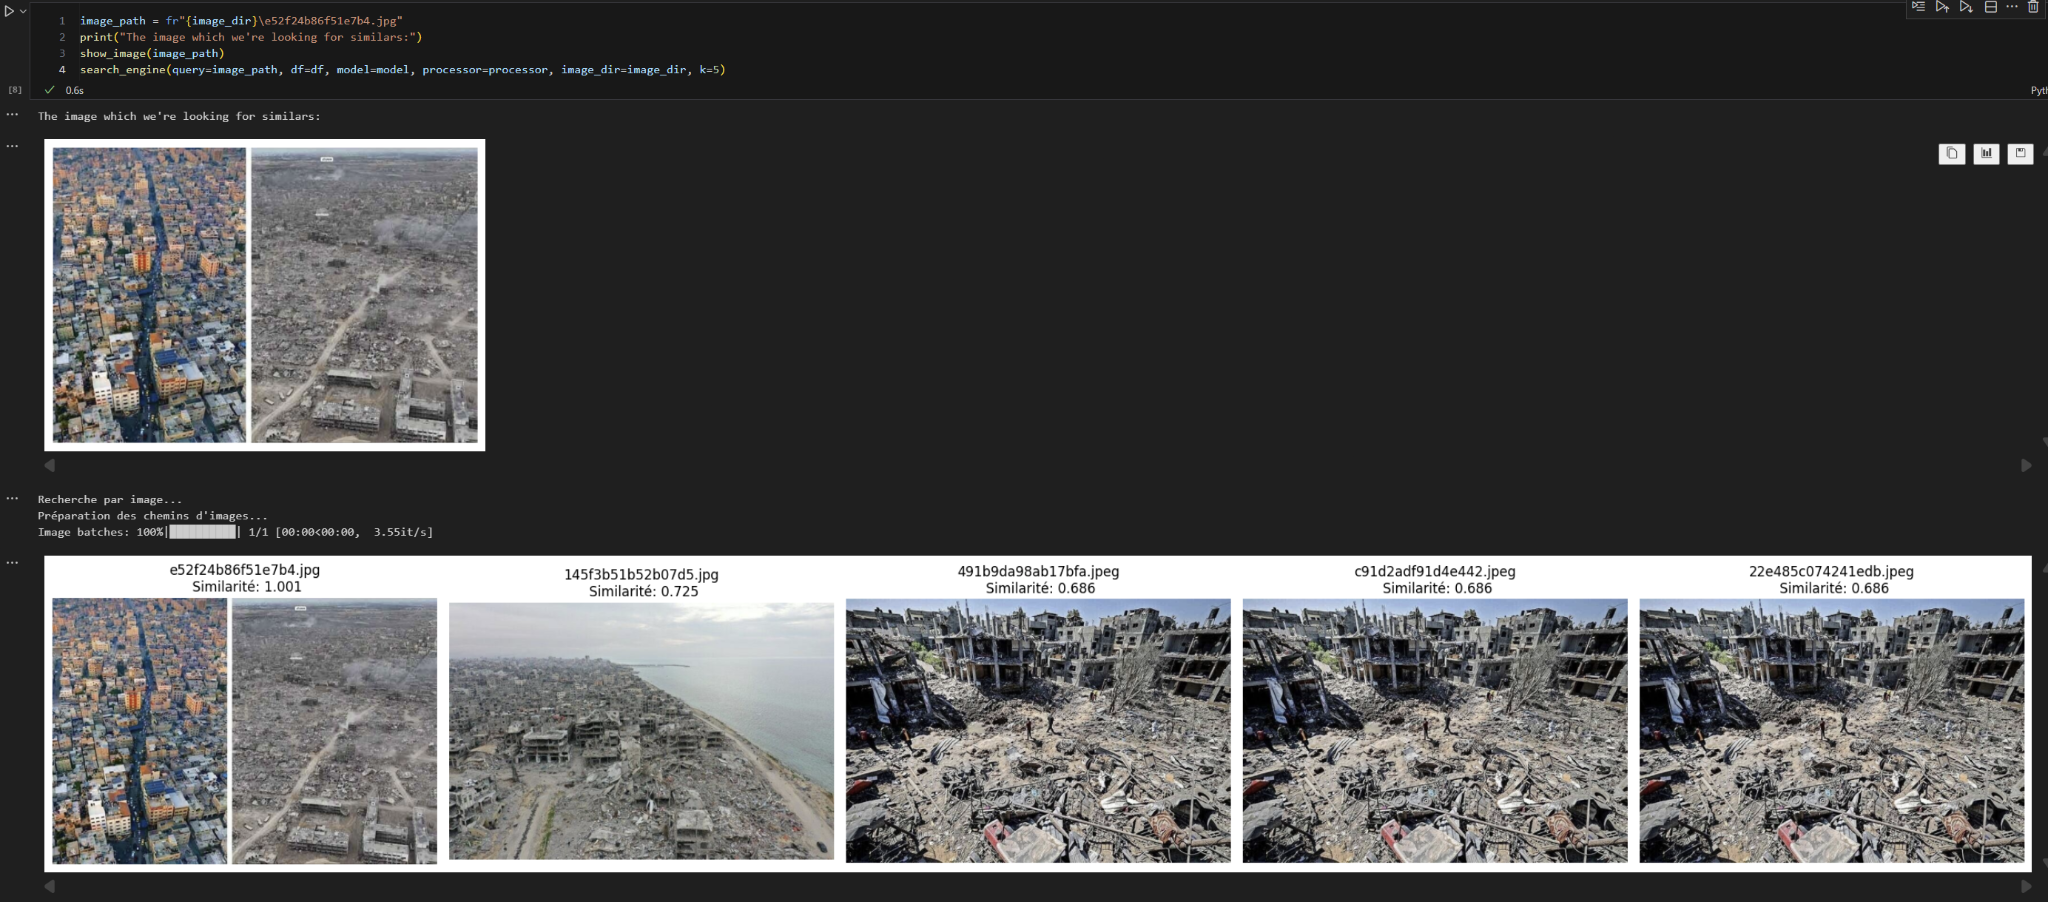 1 image_path = fr"{image_dir}\e52f24b86f51e7b4.jpg"
2 print("The image which we're looking for similars:")
3 show_image(image_path)
4 search_engine(query=image_path, df=df, model=model, processor=processor, image_dir=image_dir, k=5)
[8] 0.6s
Pyth
The image which we're looking for similars:
Recherche par image...
Préparation des chemins d'images...
Image batches: 100%|██████████| 1/1 [00:00<00:00, 3.55it/s]
e52f24b86f51e7b4.jpg
Similarité: 1.001
145f3b51b52b07d5.jpg
Similarité: 0.725
491b9da98ab17bfa.jpeg
Similarité: 0.686
c91d2adf91d4e442.jpeg
Similarité: 0.686
22e485c074241edb.jpeg
Similarité: 0.686